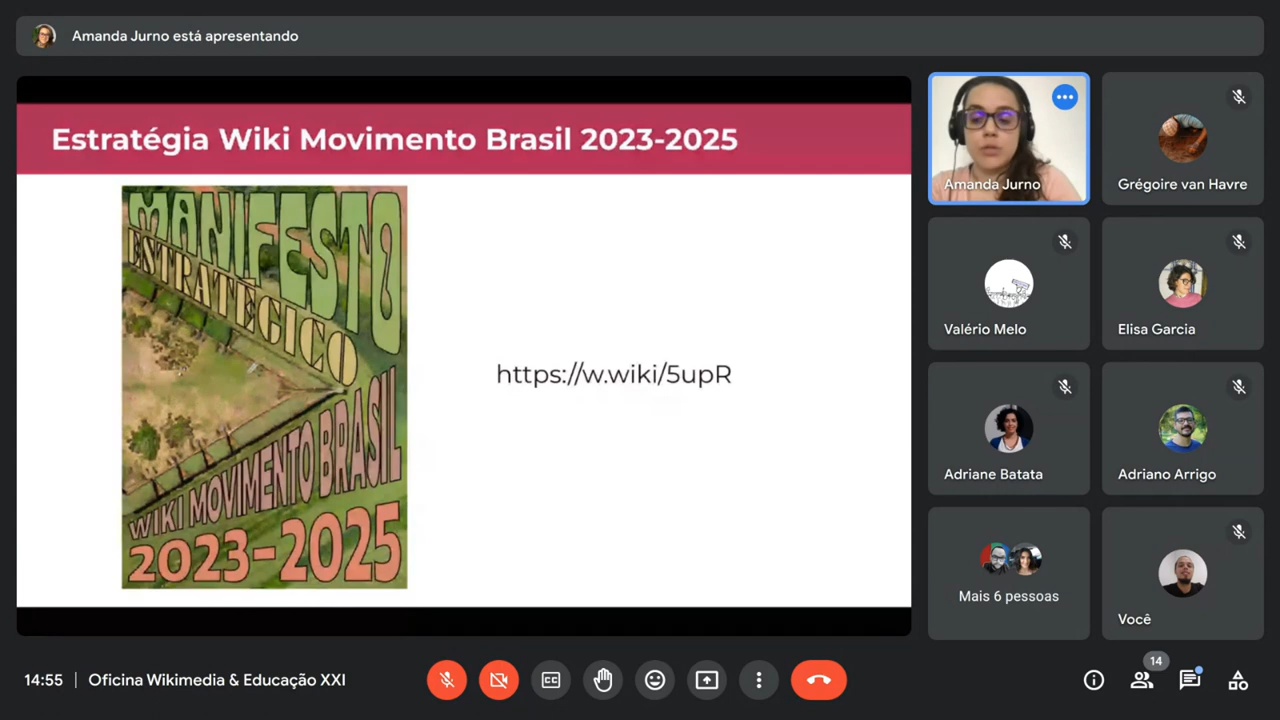 Amanda Jurno está apresentando
Estratégia Wiki Movimento Brasil 2023-2025
MANIFESTO
ESTRATÉGICO
WIKI MOVIMENTO BRASIL
2023-2025
https://w.wiki/5upR
Amanda Jurno
Grégoire van Havre
Valério Melo
Elisa Garcia
Adriane Batata
Adriano Arrigo
Mais 6 pessoas
Você
14:55
Oficina Wikimedia & Educação XXI
CC
14